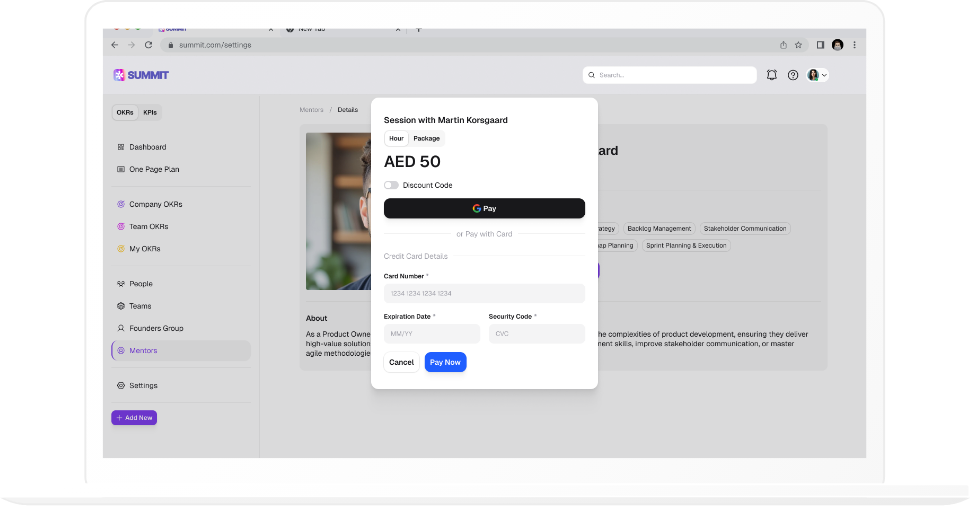 SUMMIT
New Tab
summit.com/settings
SUMMIT
Search...
OKRs KPIs
Dashboard
One Page Plan
Company OKRs
Team OKRs
My OKRs
People
Teams
Founders Group
Mentors
Settings
+ Add New
Mentors / Details
Session with Martin Korsgaard
Hour Package
AED 50
Discount Code
G Pay
or Pay with Card
Credit Card Details
Card Number *
1234 1234 1234 1234
Expiration Date * Security Code *
MM/YY CVC
Cancel Pay Now
ard
ategy Backlog Management Stakeholder Communication
ap Planning Sprint Planning & Execution
About
As a Product Owne he complexities of product development, ensuring they deliver
high-value solution ment skills, improve stakeholder communication, or master
agile methodologie